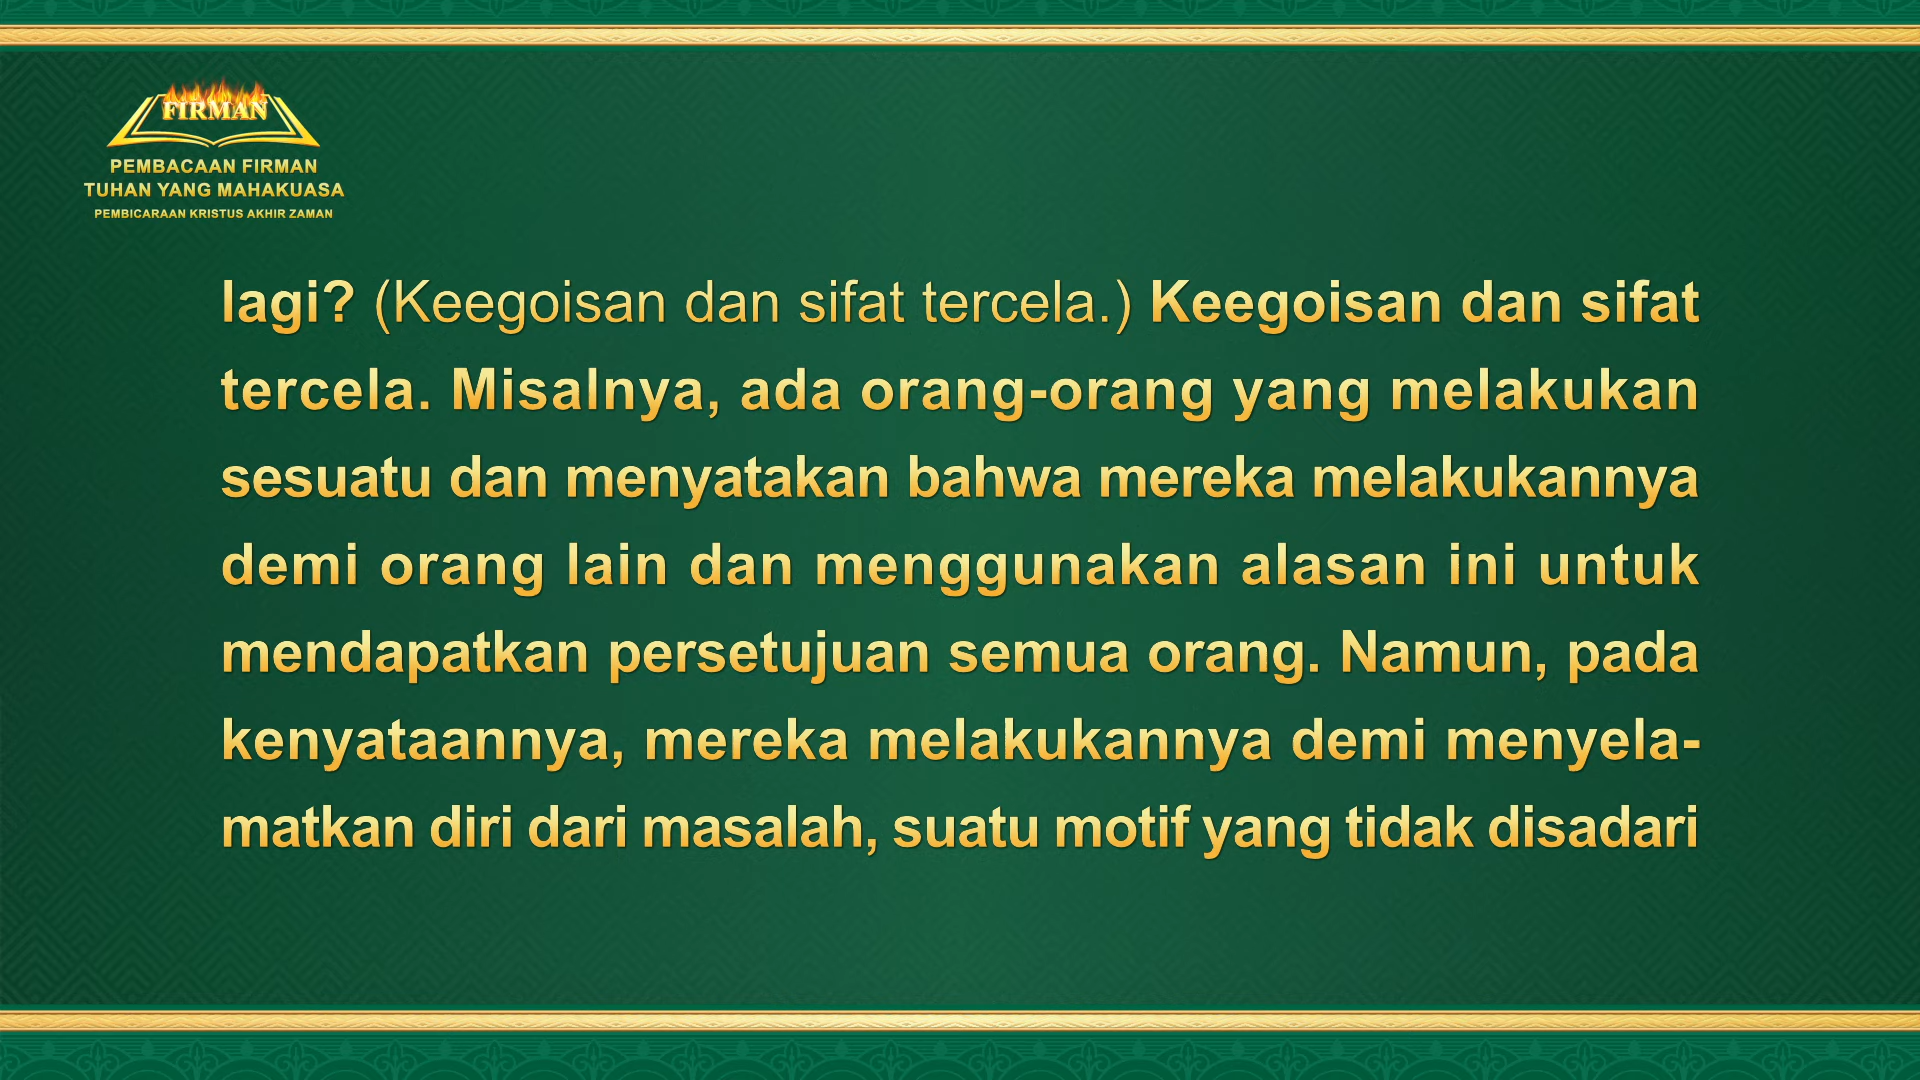 FIRMAN
PEMBACAAN FIRMAN
TUHAN YANG MAHAKUASA
PEMBICARAAN KRISTUS AKHIR ZAMAN
lagi? (Keegoisan dan sifat tercela.) Keegoisan dan sifat
tercela. Misalnya, ada orang-orang yang melakukan
sesuatu dan menyatakan bahwa mereka melakukannya
demi orang lain dan menggunakan alasan ini untuk
mendapatkan persetujuan semua orang. Namun, pada
kenyataannya, mereka melakukannya demi menyela-
matkan diri dari masalah, suatu motif yang tidak disadari